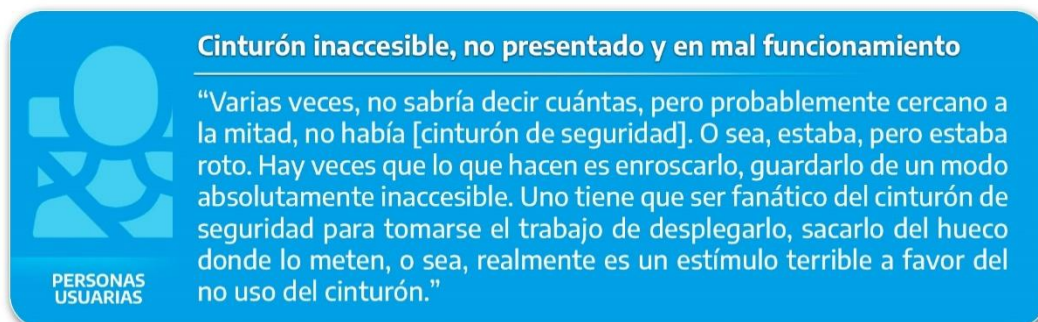 Cinturón inaccesible, no presentado y en mal funcionamiento
“Varias veces, no sabría decir cuántas, pero probablemente cercano a
la mitad, no había [cinturón de seguridad]. O sea, estaba, pero estaba
roto. Hay veces que lo que hacen es enroscarlo, guardarlo de un modo
absolutamente inaccesible. Uno tiene que ser fanático del cinturón de
seguridad para tomarse el trabajo de desplegarlo, sacarlo del hueco
donde lo meten, o sea, realmente es un estímulo terrible a favor del
no uso del cinturón.”
PERSONAS
USUARIAS